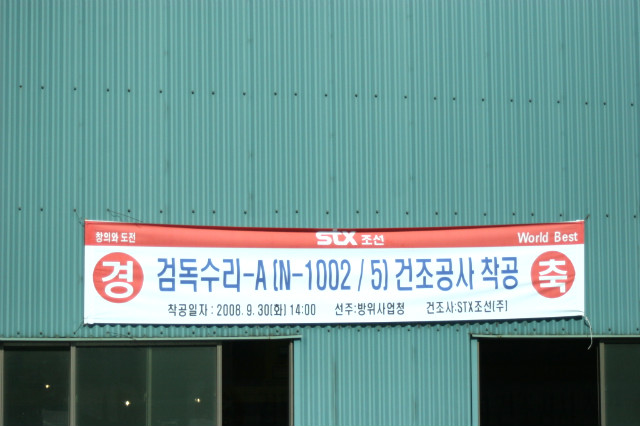 창의와 도전 STX 조선 World Best
경 검독수리-A (N-1002 / 5) 건조공사 착공 축
착공일자 : 2008. 9. 30(화) 14:00 선주:방위사업청 건조사:STX조선(주)